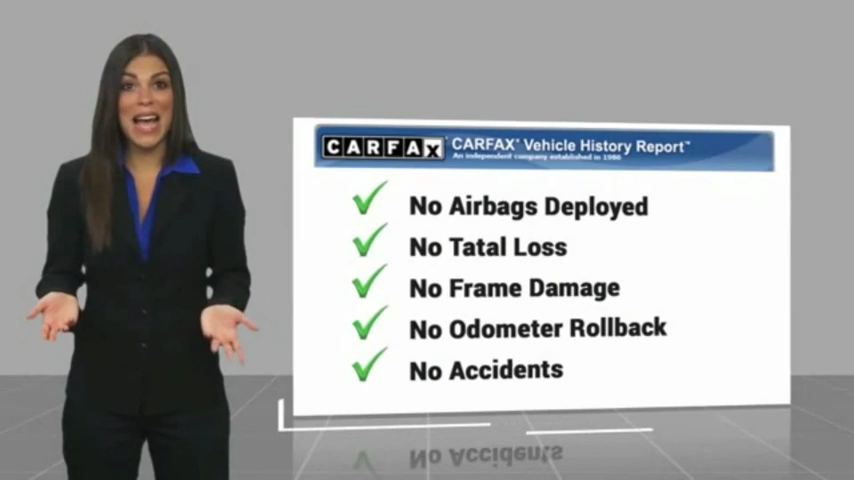 CARFAX CARFAX® Vehicle History Report™
An independent company established in 1986
No Airbags Deployed
No Tatal Loss
No Frame Damage
No Odometer Rollback
No Accidents
No Accidents